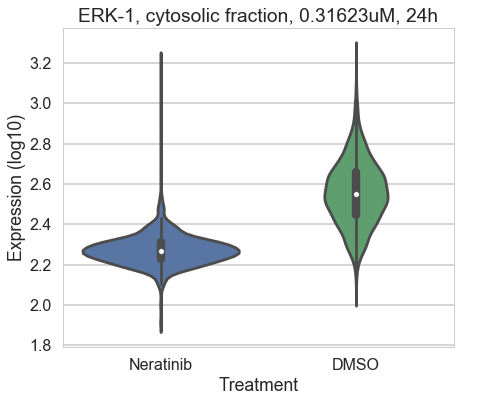 ERK-1, cytosolic fraction, 0.31623uM, 24h
Expression (log10)
3.2
3.0
2.8
2.6
2.4
2.2
2.0
1.8
Neratinib DMSO
Treatment